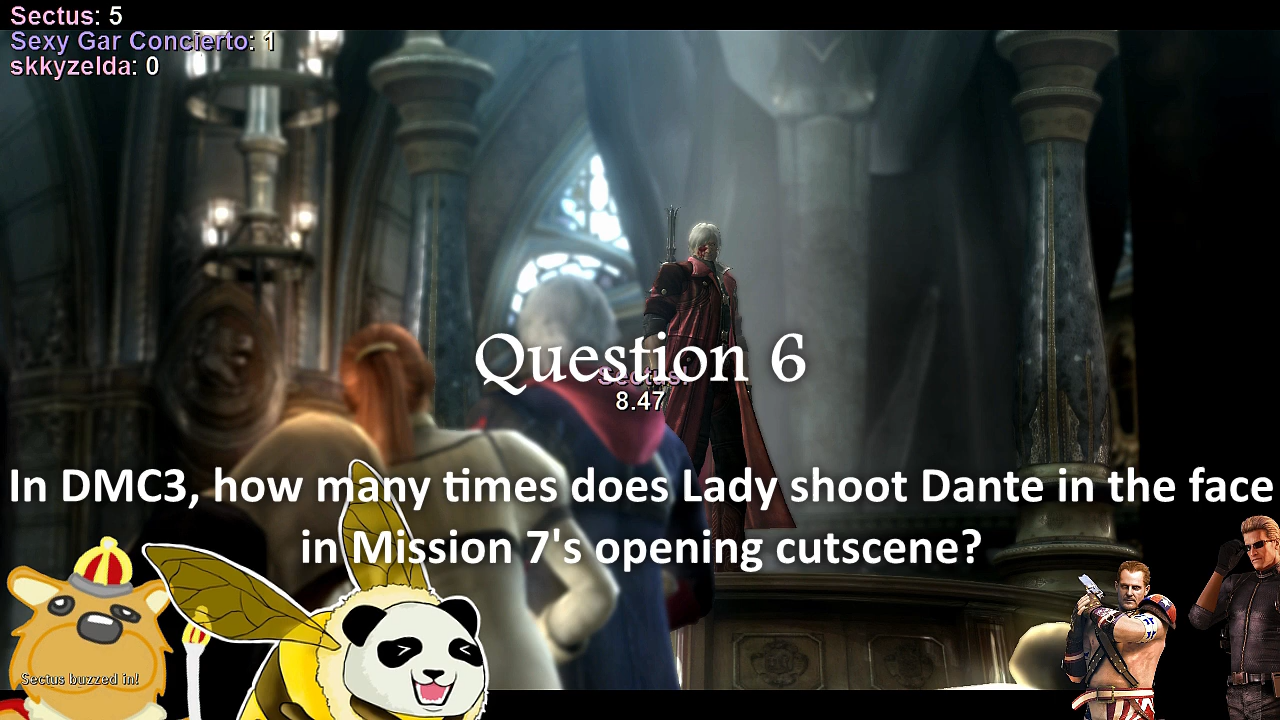 Sectus: 5
Sexy Gar Concierto: 1
skkyzelda: 0
Question 6
Sectus:
8.47
In DMC3, how many times does Lady shoot Dante in the face
in Mission 7's opening cutscene?
Sectus buzzed in!